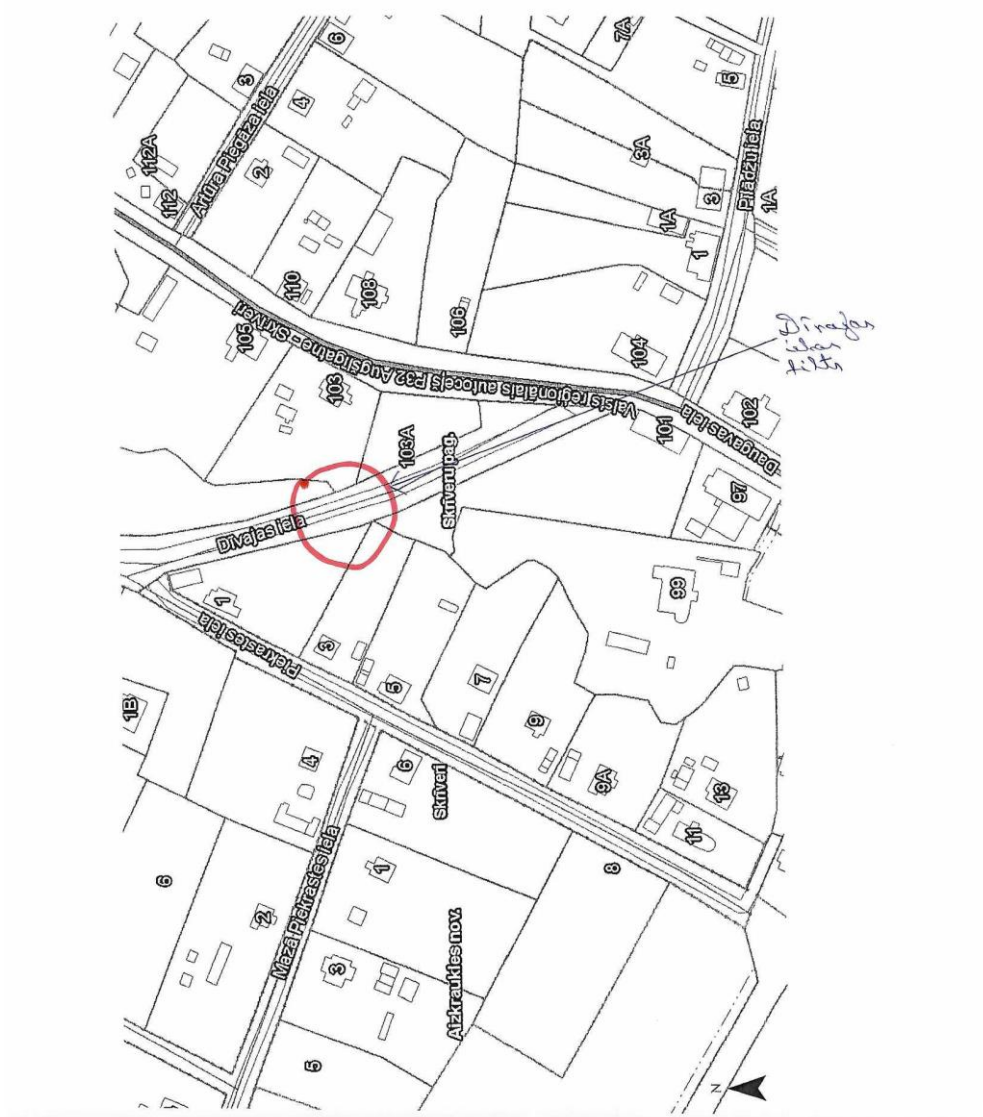 6
7A
3
4
5
112A
Artūra Plegāža iela
2
3A
112
Pīlādžu iela
3
1A
1A
1
110
108
105
106
104
103
Valsts reģionālais autoceļš P32 Augšlīgatne - Skrīveri
Dīvajas
ielas
tilts
101
102
Daugavas iela
103A
Skrīveru pag.
97
Dīvajas iela
99
1
Piekrastes iela
3
5
7
1B
9
4
6
9A
Skrīveri
13
11
6
1
8
2
Mazā Piekrastes iela
3
Aizkraukles nov.
5
N